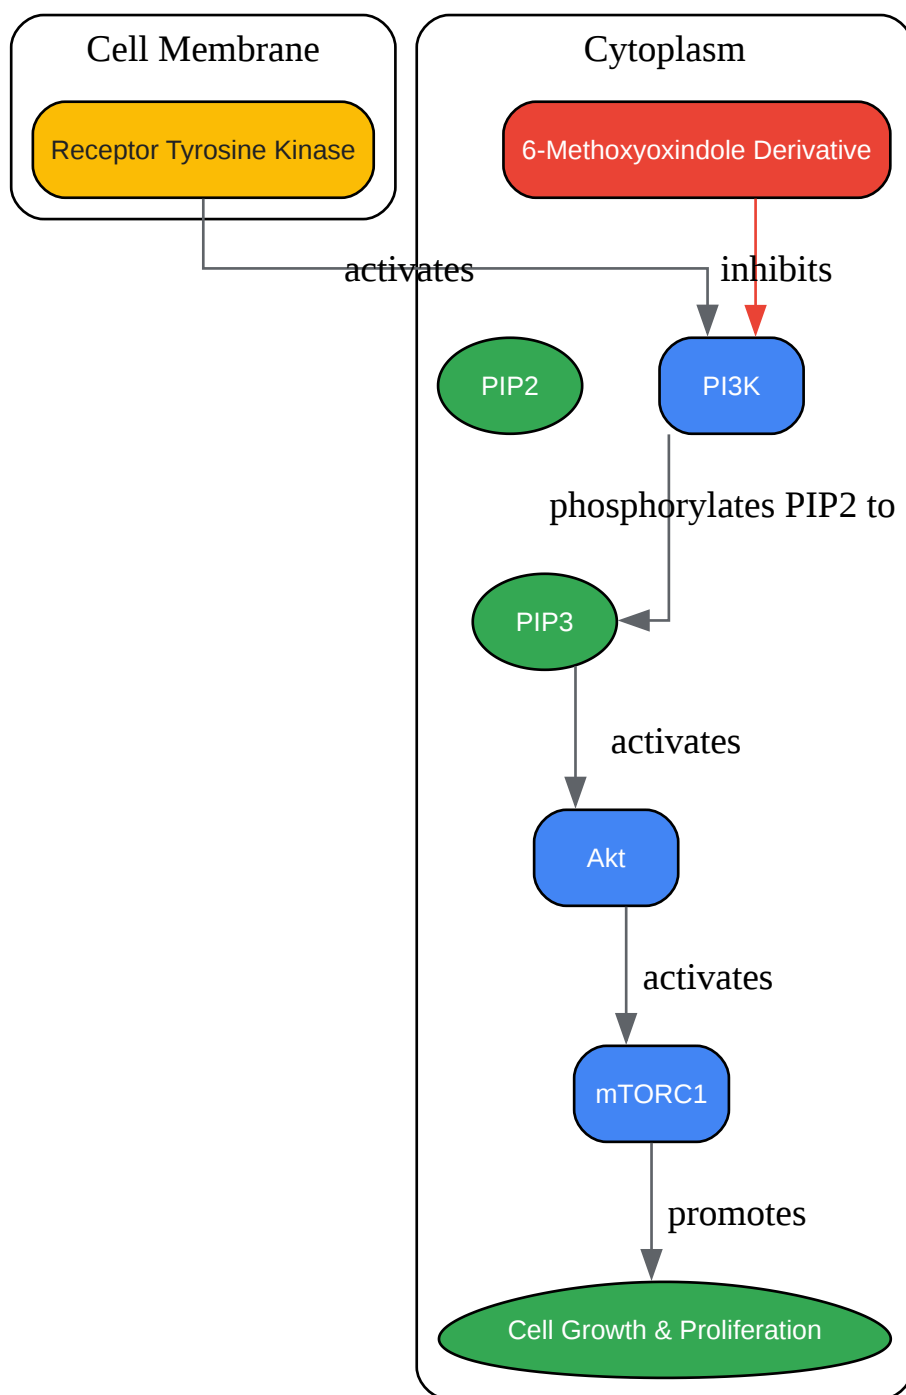 Cell Membrane
Cytoplasm
Receptor Tyrosine Kinase
6-Methoxyoxindole Derivative
activates
inhibits
PIP2
PI3K
phosphorylates PIP2 to
PIP3
activates
Akt
activates
mTORC1
promotes
Cell Growth & Proliferation